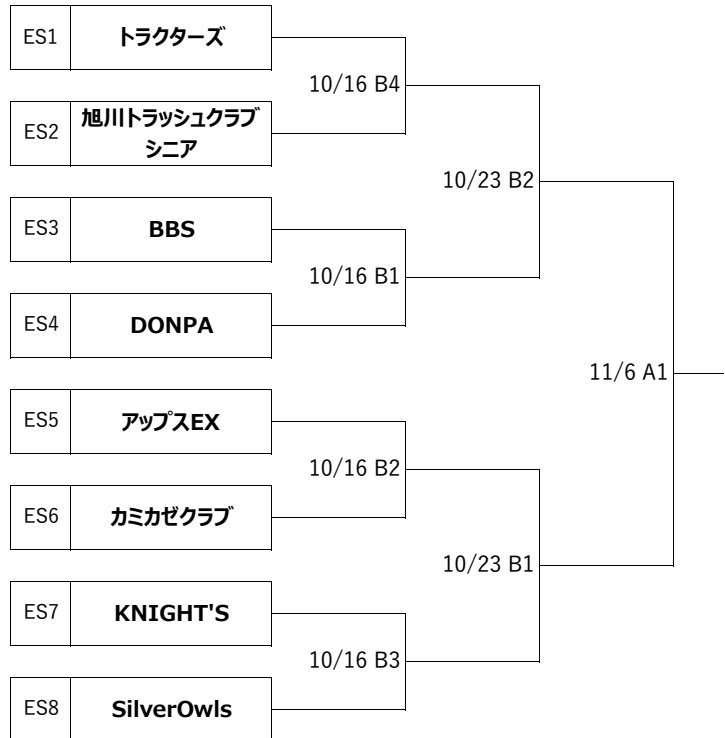 ES1 トラクターズ
10/16 B4
ES2 旭川トラッシュクラブ
シニア
10/23 B2
ES3 BBS
10/16 B1
ES4 DONPA
11/6 A1
ES5 アップスEX
10/16 B2
ES6 カミカゼクラブ
10/23 B1
ES7 KNIGHT'S
10/16 B3
ES8 SilverOwls